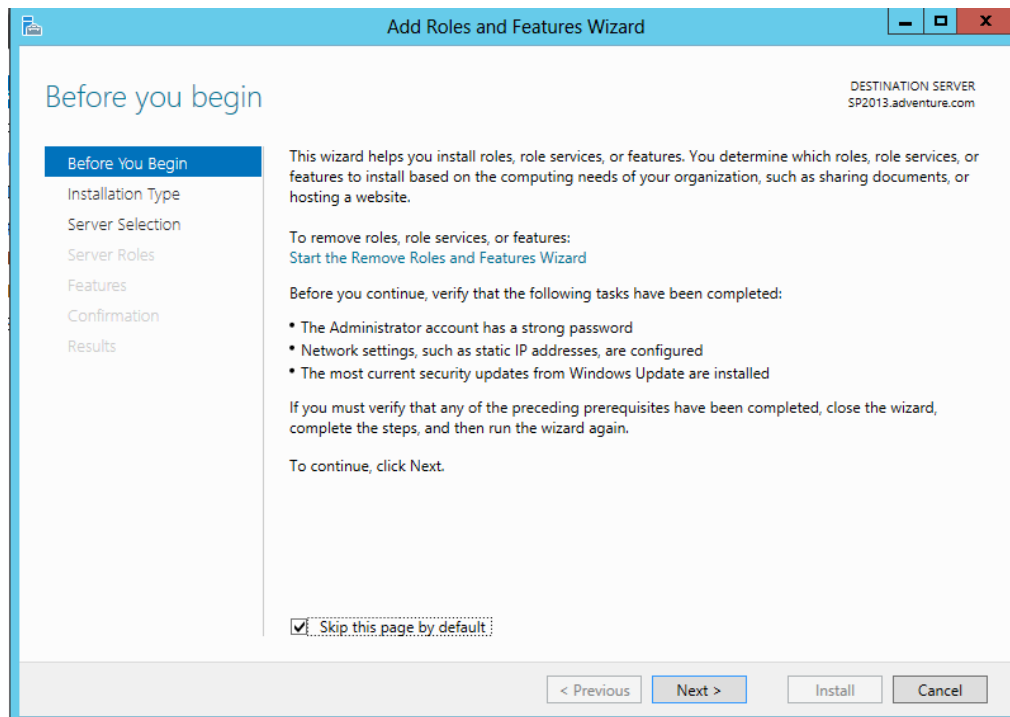 Add Roles and Features Wizard
x
Before you begin
DESTINATION SERVER
SP2013.adventure.com
Before You Begin
Installation Type
Server Selection
Server Roles
Features
Confirmation
Results
This wizard helps you install roles, role services, or features. You determine which roles, role services, or
features to install based on the computing needs of your organization, such as sharing documents, or
hosting a website.
To remove roles, role services, or features:
Start the Remove Roles and Features Wizard
Before you continue, verify that the following tasks have been completed:
• The Administrator account has a strong password
• Network settings, such as static IP addresses, are configured
• The most current security updates from Windows Update are installed
If you must verify that any of the preceding prerequisites have been completed, close the wizard,
complete the steps, and then run the wizard again.
To continue, click Next.
Skip this page by default
< Previous
Next >
Install
Cancel